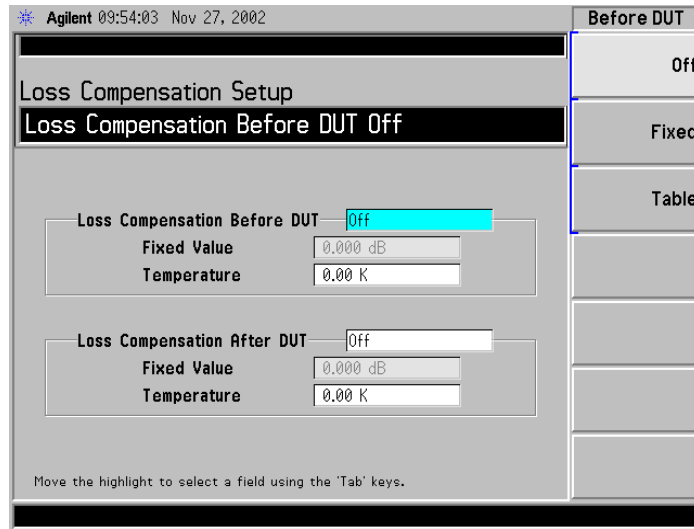 Agilent 09:54:03 Nov 27, 2002
Before DUT
Loss Compensation Setup
Loss Compensation Before DUT Off
Off
Fixed
Table
Loss Compensation Before DUT Off
Fixed Value 0.000 dB
Temperature 0.00 K
Loss Compensation After DUT Off
Fixed Value 0.000 dB
Temperature 0.00 K
Move the highlight to select a field using the 'Tab' keys.